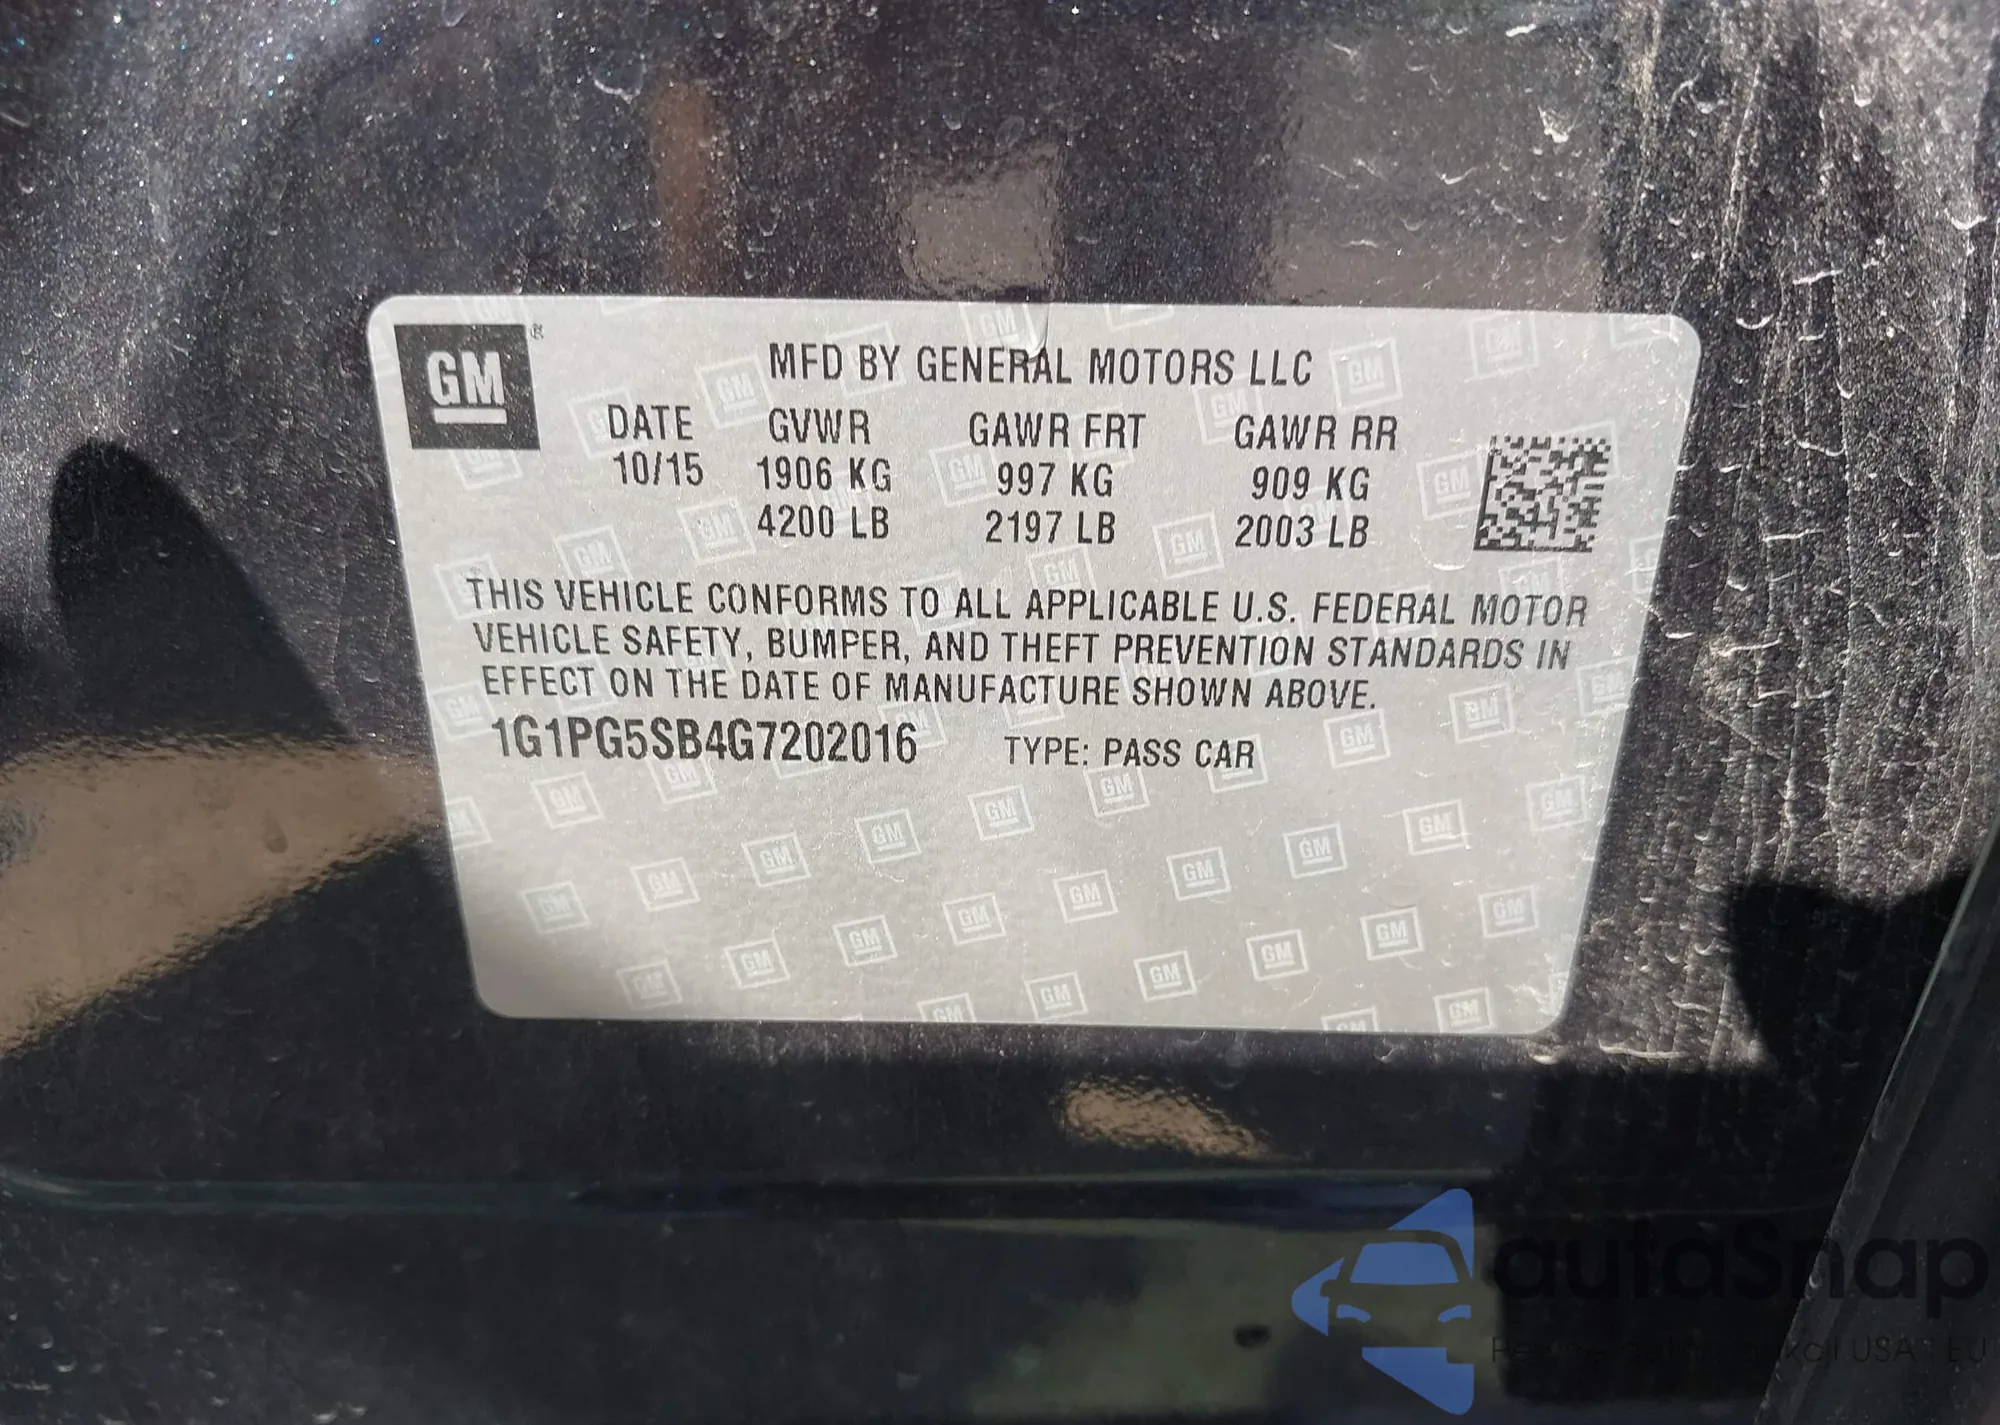 GM ®
MFD BY GENERAL MOTORS LLC
DATE GVWR GAWR FRT GAWR RR
10/15 1906 KG 997 KG 909 KG
4200 LB 2197 LB 2003 LB
THIS VEHICLE CONFORMS TO ALL APPLICABLE U.S. FEDERAL MOTOR
VEHICLE SAFETY, BUMPER, AND THEFT PREVENTION STANDARDS IN
EFFECT ON THE DATE OF MANUFACTURE SHOWN ABOVE.
1G1PG5SB4G7202016 TYPE: PASS CAR
autoSnap
USA EU